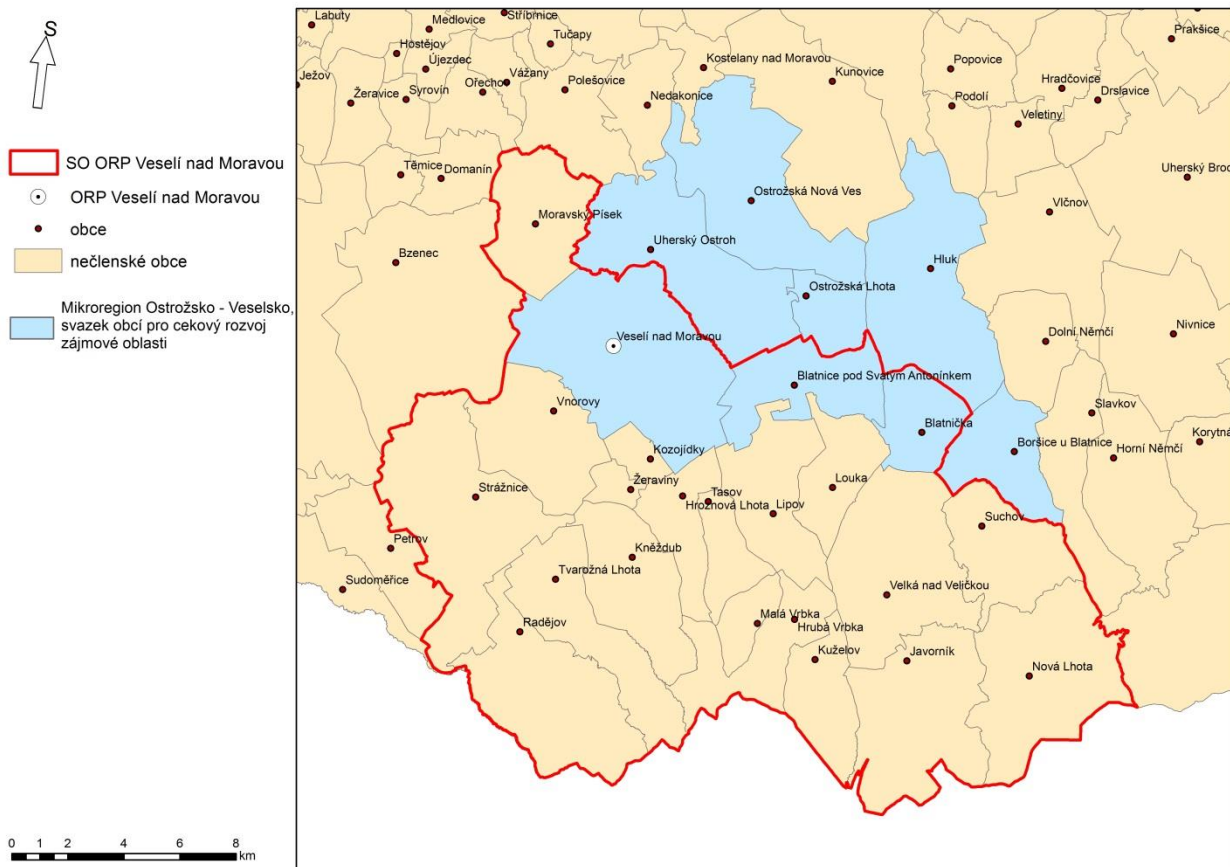 S
SO ORP Veselí nad Moravou
ORP Veselí nad Moravou
obce
nečlenské obce
Mikroregion Ostrožsko - Veselsko,
svazek obcí pro cekový rozvoj
zájmové oblasti
0 1 2 4 6 8
km
Labuty
Medlovice
Stříbrnice
Tučapy
Prakšice
Hostějov
Újezdec
Kostelany nad Moravou
Popovice
Ježov
Vážany
Polešovice
Kunovice
Hradčovice
Žeravice
Syrovín
Ořechov
Nedakonice
Podolí
Drslavice
Veletiny
Těmice
Domanín
Uherský Brod
Ostrožská Nová Ves
Vlčnov
Moravský Písek
Bzenec
Uherský Ostroh
Hluk
Ostrožská Lhota
Dolní Němčí
Nivnice
Veselí nad Moravou
Blatnice pod Svatým Antonínkem
Vnorovy
Slavkov
Blatnička
Boršice u Blatnice
Horní Němčí
Korytná
Kozojídky
Strážnice
Žeraviny
Hroznová Lhota
Tasov
Lipov
Louka
Suchov
Petrov
Kněždub
Sudoměřice
Tvarožná Lhota
Velká nad Veličkou
Radějov
Malá Vrbka
Hrubá Vrbka
Kuželov
Javorník
Nová Lhota